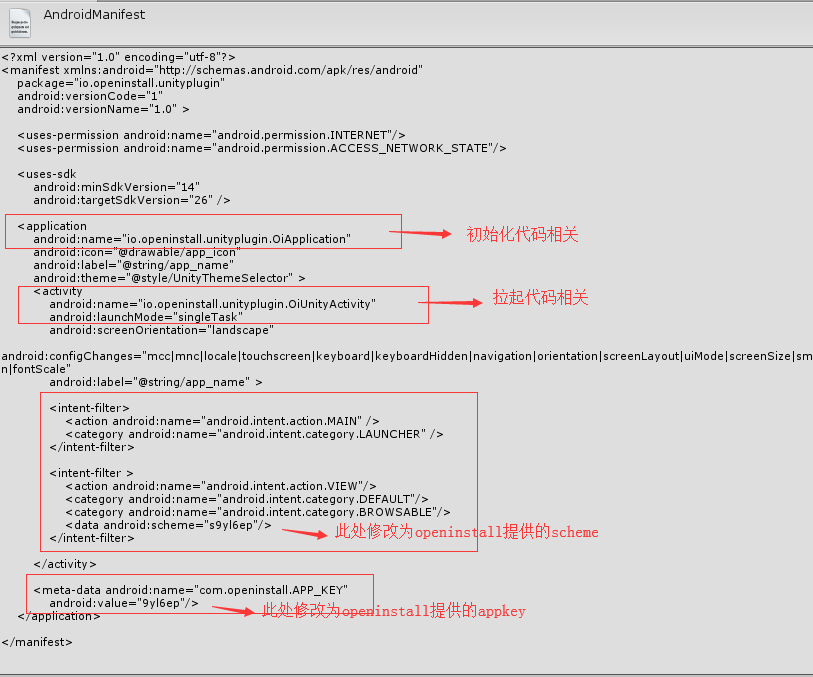 AndroidManifest
<?xml version="1.0" encoding="utf-8"?>
<manifest xmlns:android="http://schemas.android.com/apk/res/android"
package="io.openinstall.unityplugin"
android:versionCode="1"
android:versionName="1.0" >
<uses-permission android:name="android.permission.INTERNET"/>
<uses-permission android:name="android.permission.ACCESS_NETWORK_STATE"/>
<uses-sdk
android:minSdkVersion="14"
android:targetSdkVersion="26" />
<application
android:name="io.openinstall.unityplugin.OiApplication"
初始化代码相关
android:icon="@drawable/app_icon"
android:label="@string/app_name"
android:theme="@style/UnityThemeSelector" >
<activity
android:name="io.openinstall.unityplugin.OiUnityActivity"
拉起代码相关
android:launchMode="singleTask"
android:screenOrientation="landscape"
android:configChanges="mcc|mnc|locale|touchscreen|keyboard|keyboardHidden|navigation|orientation|screenLayout|uiMode|screenSize|sm
n|fontScale"
android:label="@string/app_name" >
<intent-filter>
<action android:name="android.intent.action.MAIN" />
<category android:name="android.intent.category.LAUNCHER" />
</intent-filter>
<intent-filter >
<action android:name="android.intent.action.VIEW"/>
<category android:name="android.intent.category.DEFAULT"/>
<category android:name="android.intent.category.BROWSABLE"/>
<data android:scheme="s9yl6ep"/>
此处修改为openinstall提供的scheme
</intent-filter>
</activity>
<meta-data android:name="com.openinstall.APP_KEY"
android:value="9yl6ep"/>
此处修改为openinstall提供的appkey
</application>
</manifest>